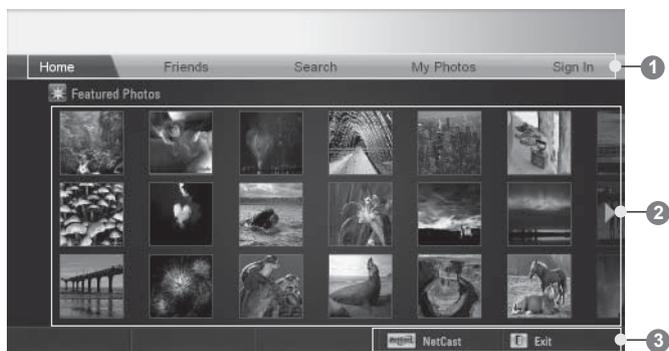 Home Friends Search My Photos Sign In
1
Featured Photos
2
NetCast Exit
3